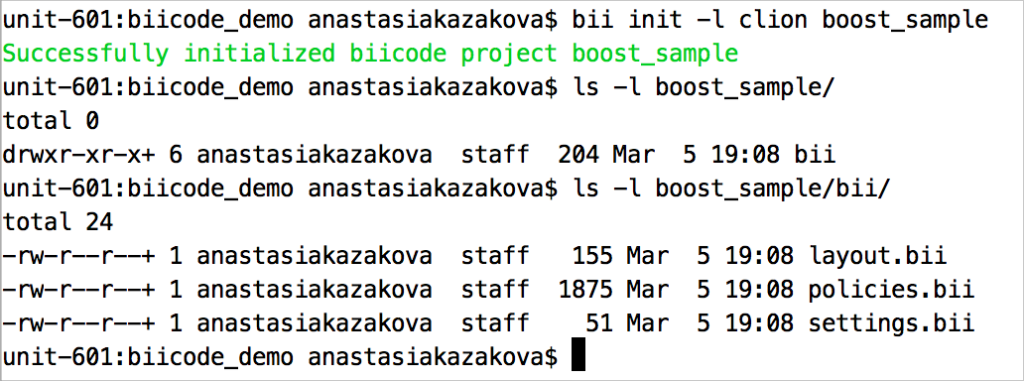 unit-601:biicode_demo anastasiakazakova$ bii init -l clion boost_sample
Successfully initialized biicode project boost_sample
unit-601:biicode_demo anastasiakazakova$ ls -l boost_sample/
total 0
drwxr-xr-x+ 6 anastasiakazakova  staff  204 Mar  5 19:08 bii
unit-601:biicode_demo anastasiakazakova$ ls -l boost_sample/bii/
total 24
-rw-r--r--+ 1 anastasiakazakova  staff   155 Mar  5 19:08 layout.bii
-rw-r--r--+ 1 anastasiakazakova  staff  1875 Mar  5 19:08 policies.bii
-rw-r--r--+ 1 anastasiakazakova  staff    51 Mar  5 19:08 settings.bii
unit-601:biicode_demo anastasiakazakova$